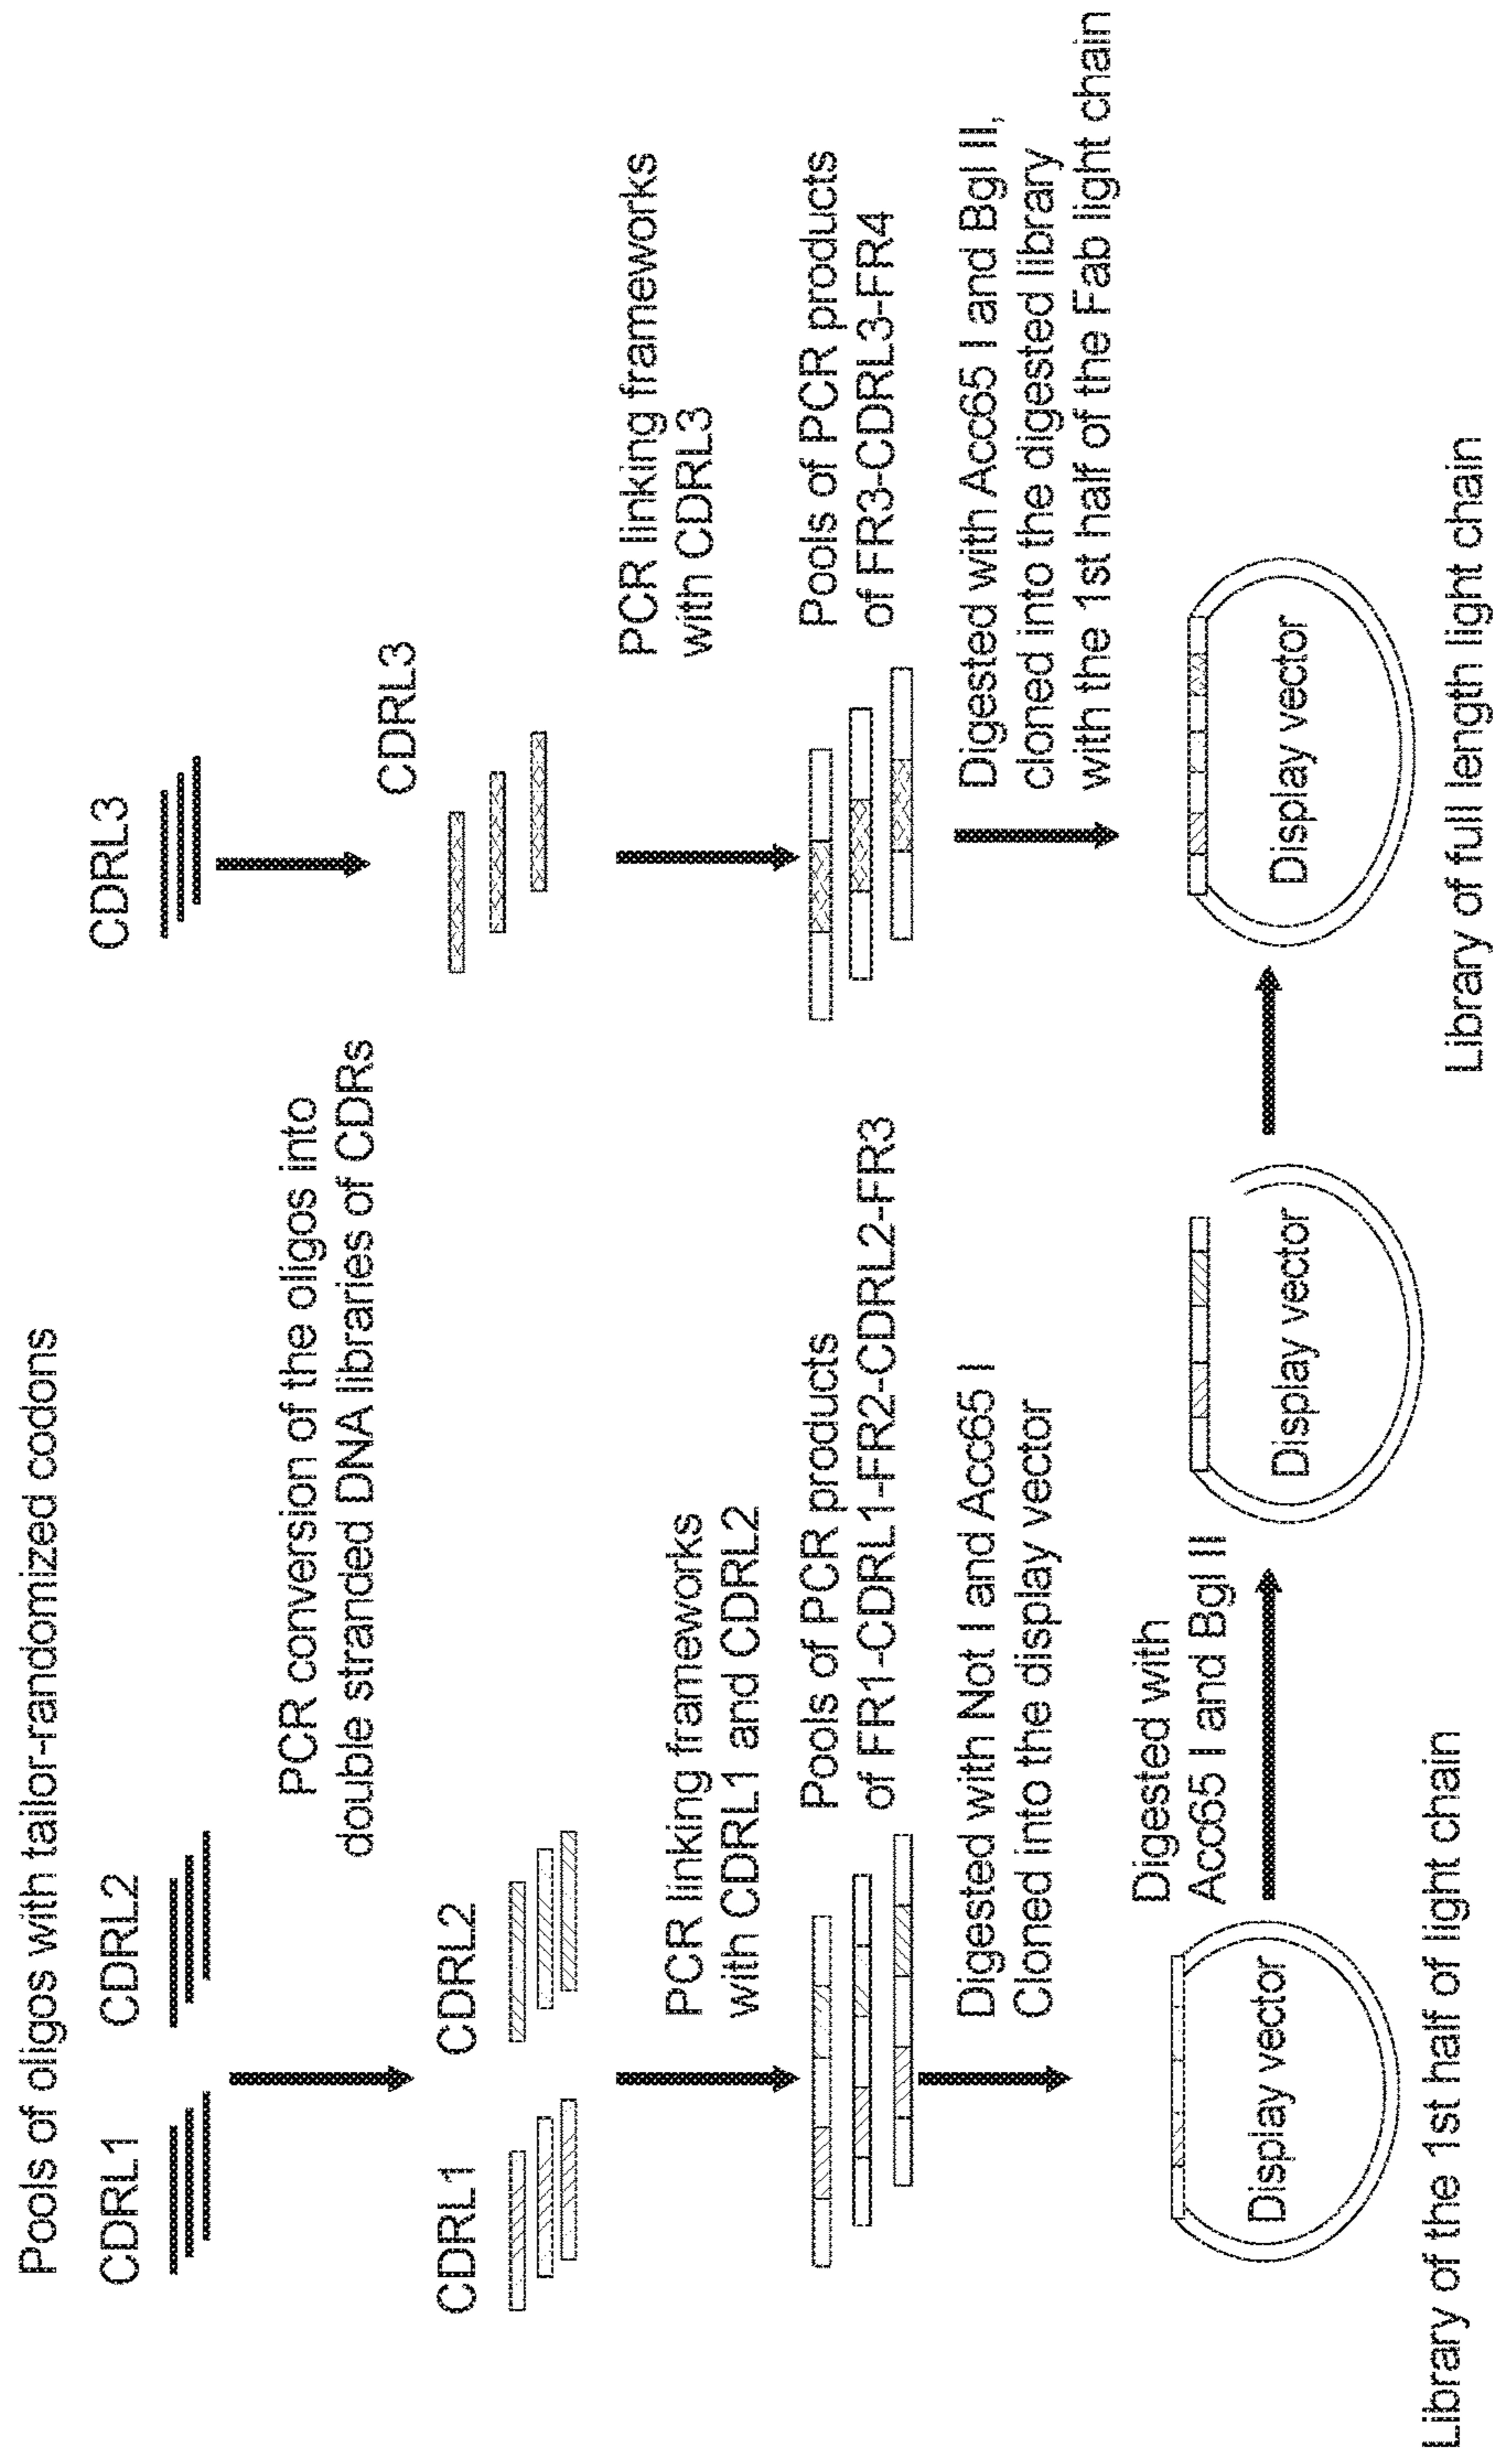 Pools of oligos with tailor-randomized codons
CDRL1
CDRL2
CDRL3
PCR conversion of the oligos into
double stranded DNA libraries of CDRs
CDRL1
CDRL2
CDRL3
PCR linking frameworks
with CDRL1 and CDRL2
PCR linking frameworks
with CDRL3
Pools of PCR products
of FR1-CDRL1-FR2-CDRL2-FR3
Pools of PCR products
of FR3-CDRL3-FR4
Digested with Not I and Acc65 I
Cloned into the display vector
Digested with Acc65 I and Bgl II,
cloned into the digested library
with the 1st half of the Fab light chain
Digested with
Acc65 I and Bgl II
Display vector
Display vector
Display vector
Library of the 1st half of light chain
Library of full length light chain